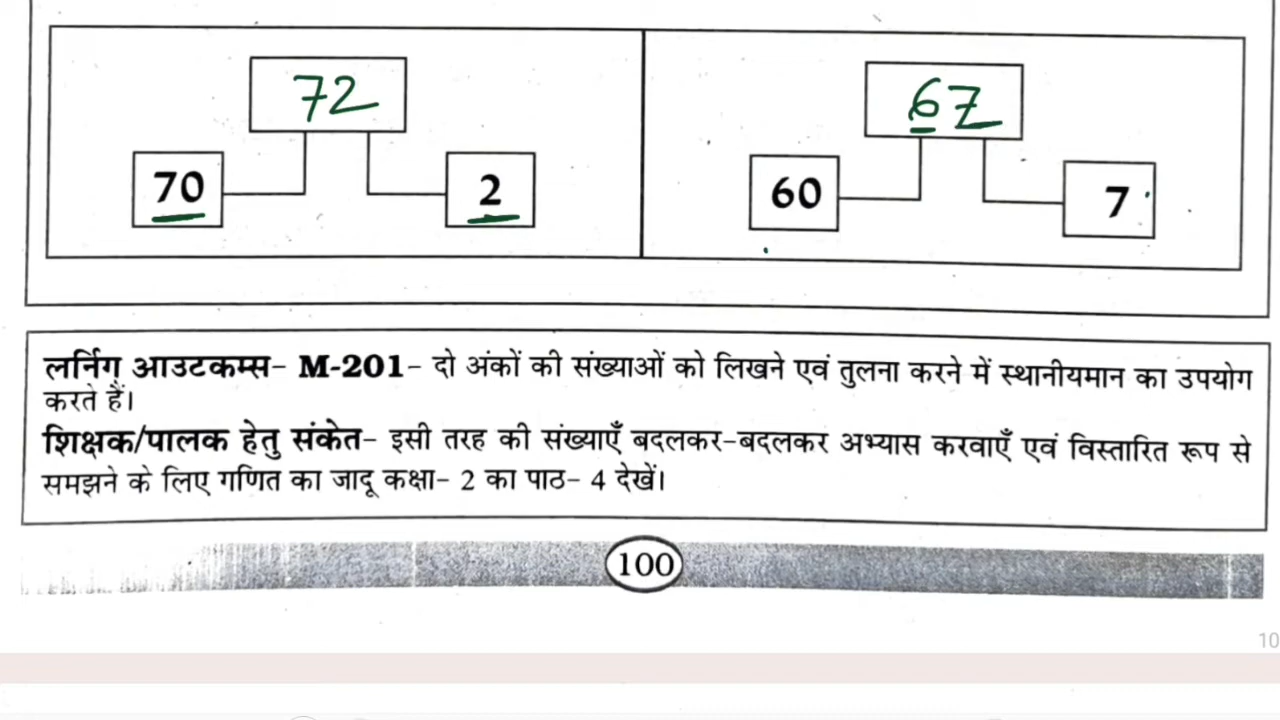 72
67
70
2
60
7
लर्निंग आउटकम्स- M-201- दो अंकों की संख्याओं को लिखने एवं तुलना करने में स्थानीयमान का उपयोग
करते हैं।
शिक्षक/पालक हेतु संकेत- इसी तरह की संख्याएँ बदलकर-बदलकर अभ्यास करवाएँ एवं विस्तारित रूप से
समझने के लिए गणित का जादू कक्षा- 2 का पाठ- 4 देखें।
100
10